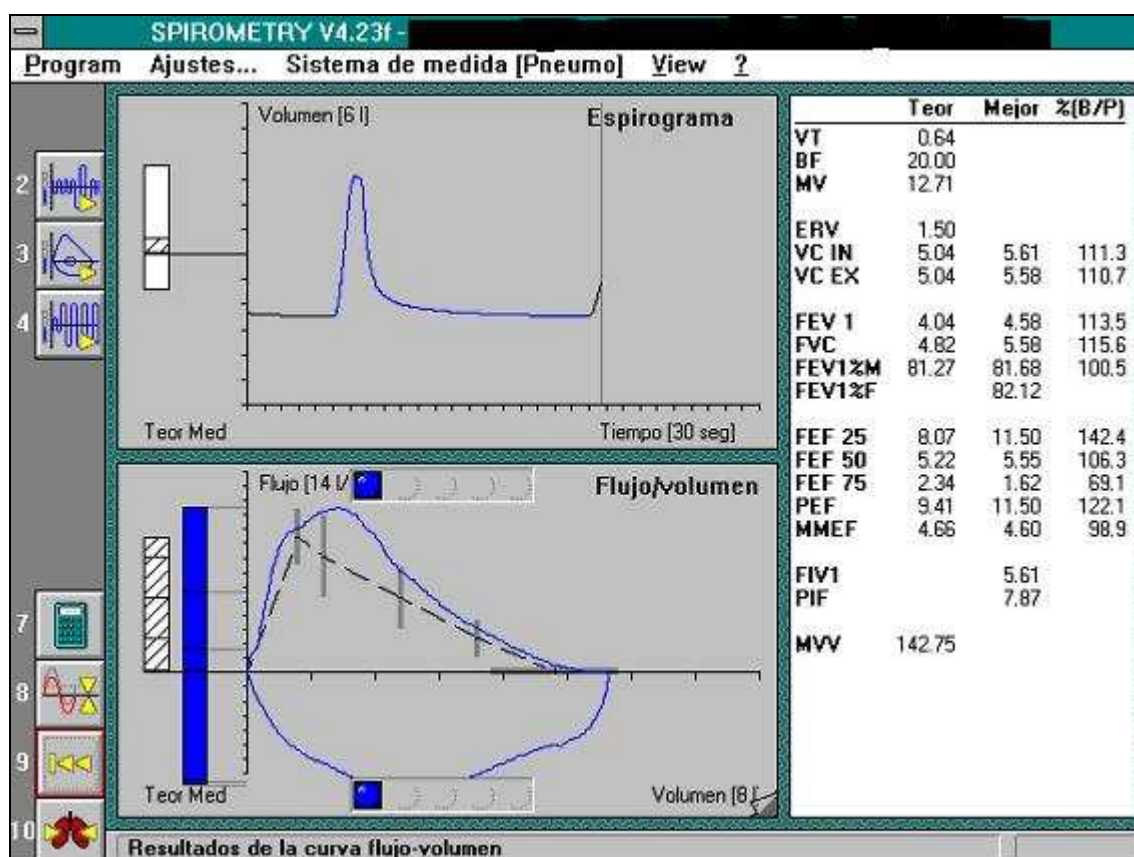 SPIROMETRY V4.23f -
Program Ajustes... Sistema de medida [Pneumo] View ?
Volumen [6 l] Espirograma
Teor Med Tiempo [30 seg]
Flujo [14 l/ Flujo/volumen
Teor Med Volumen [8 l
2
3
4
7
8
9
10
Teor Mejor %(B/P)
VT 0.64
BF 20.00
MV 12.71
ERV 1.50
VC IN 5.04 5.61 111.3
VC EX 5.04 5.58 110.7
FEV 1 4.04 4.58 113.5
FVC 4.82 5.58 115.6
FEV1%M 81.27 81.68 100.5
FEV1%F 82.12
FEF 25 8.07 11.50 142.4
FEF 50 5.22 5.55 106.3
FEF 75 2.34 1.62 69.1
PEF 9.41 11.50 122.1
MMEF 4.66 4.60 98.9
FIV1 5.61
PIF 7.87
MVV 142.75
Resultados de la curva flujo-volumen